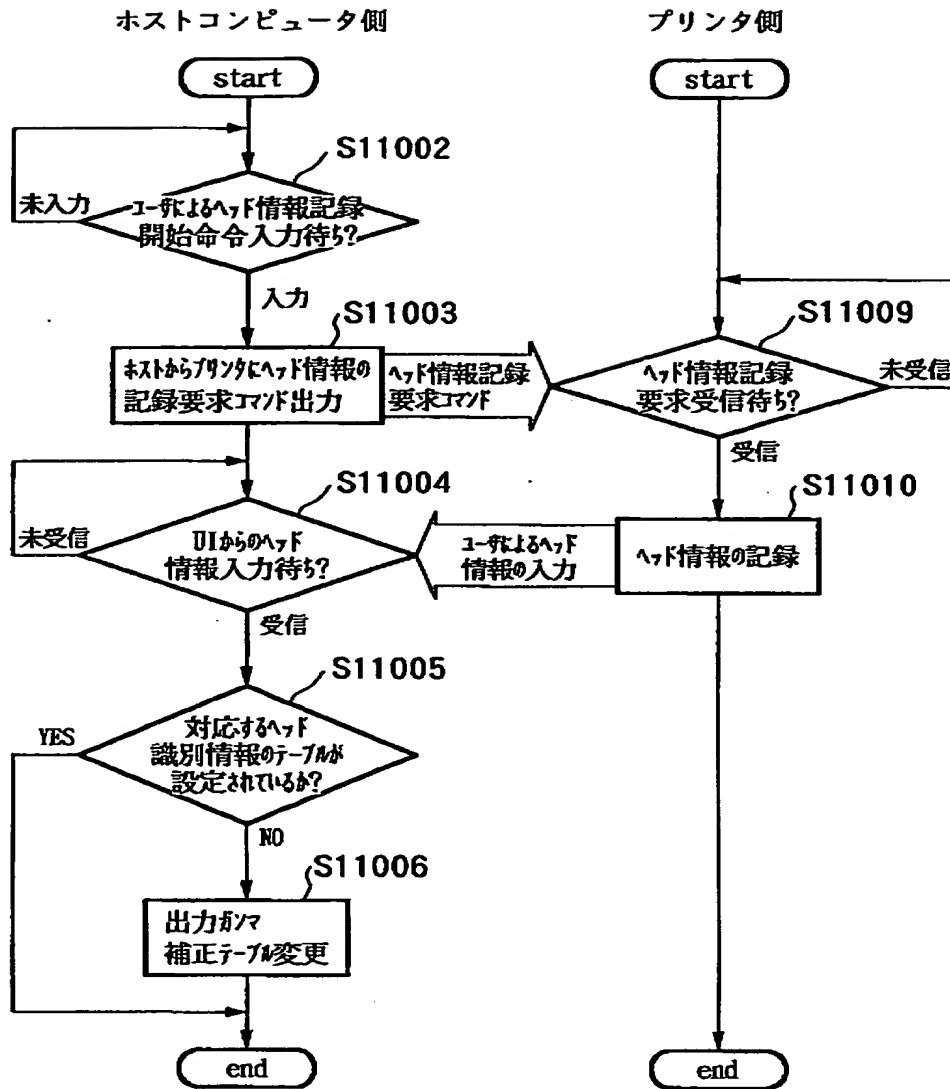 ホストコンピュータ側
プリンタ側
start
start
S11002
未入力
ユーザによるヘッド情報記録
開始命令入力待ち?
入力
S11003
S11009
ホストからプリンタにヘッド情報の
記録要求コマンド出力
ヘッド情報記録
要求コマンド
ヘッド情報記録
要求受信待ち?
未受信
受信
S11004
S11010
未受信
UIからのヘッド
情報入力待ち?
ユーザによるヘッド
情報の入力
ヘッド情報の記録
受信
S11005
YES
対応するヘッド
識別情報のテーブルが
設定されているか?
NO
S11006
出力ガンマ
補正テーブル変更
end
end